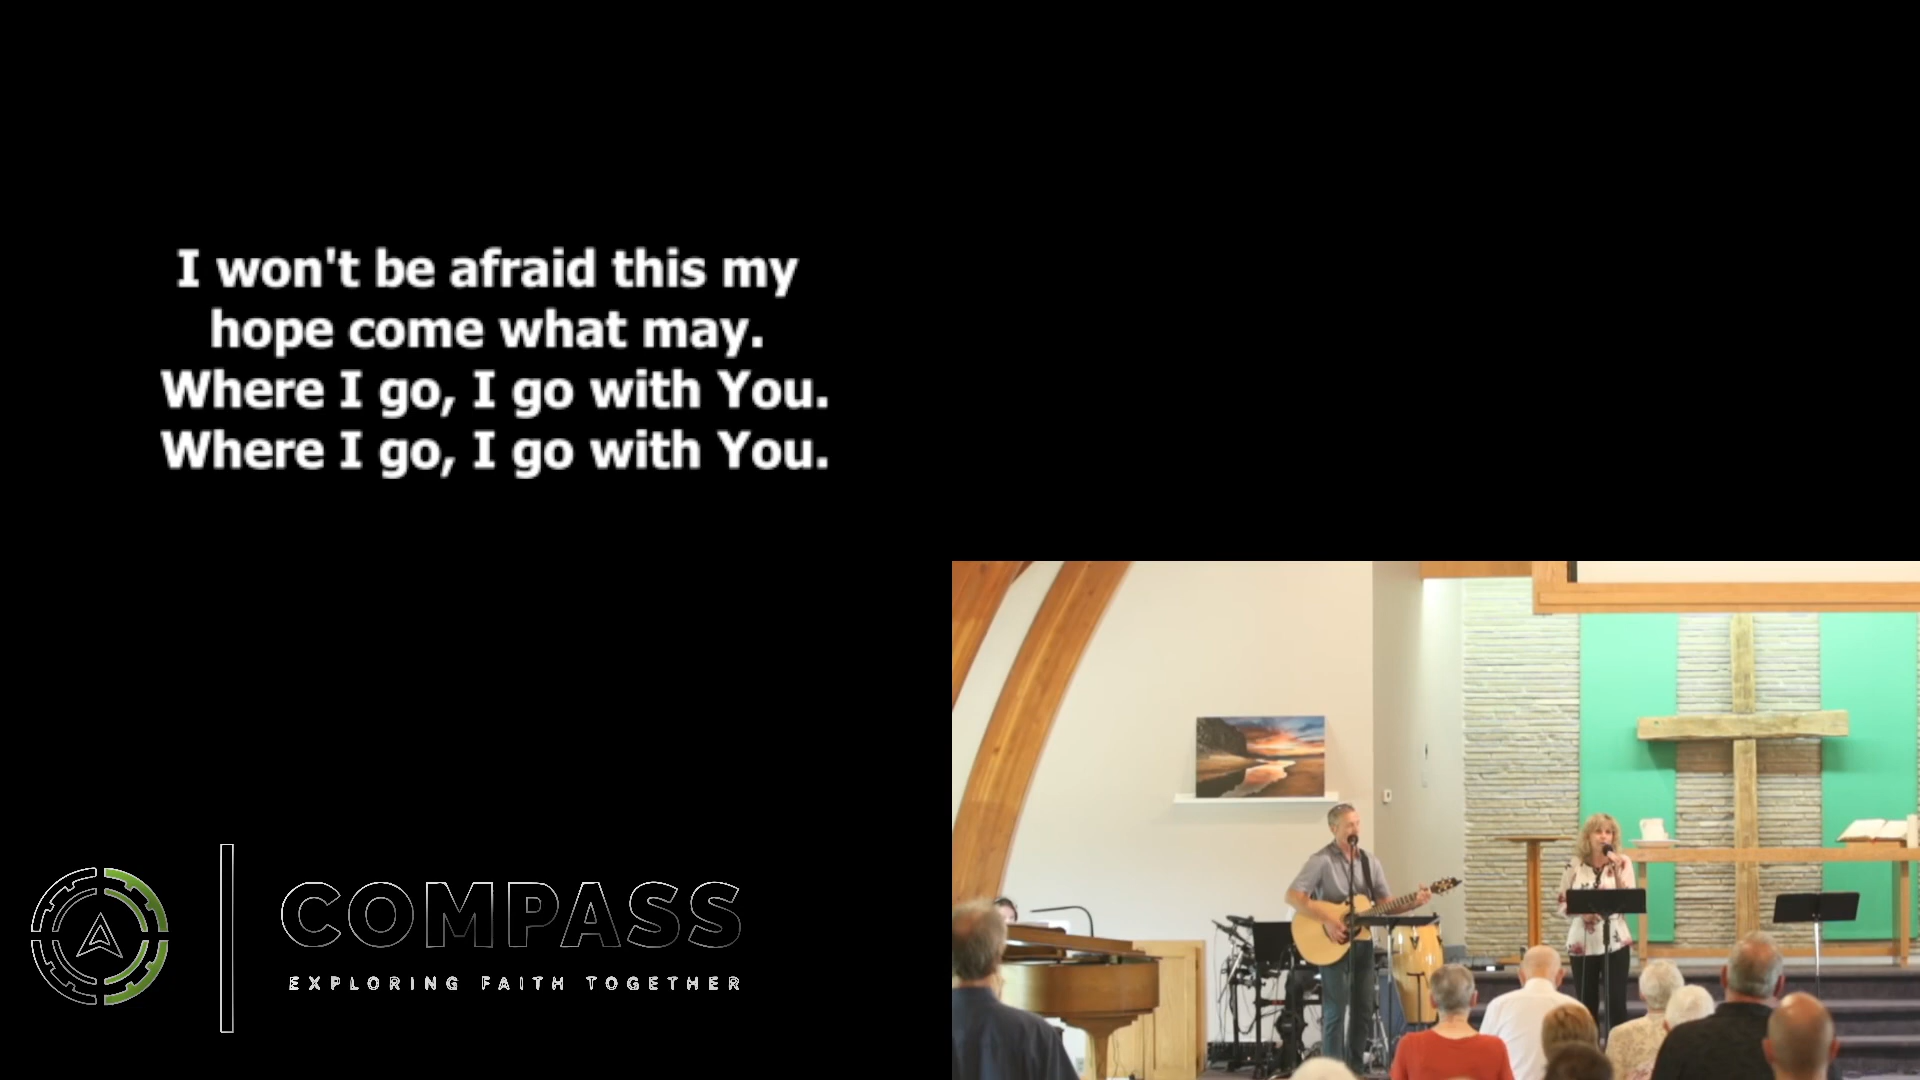 I won't be afraid this my
hope come what may.
Where I go, I go with You.
Where I go, I go with You.
COMPASS
EXPLORING FAITH TOGETHER